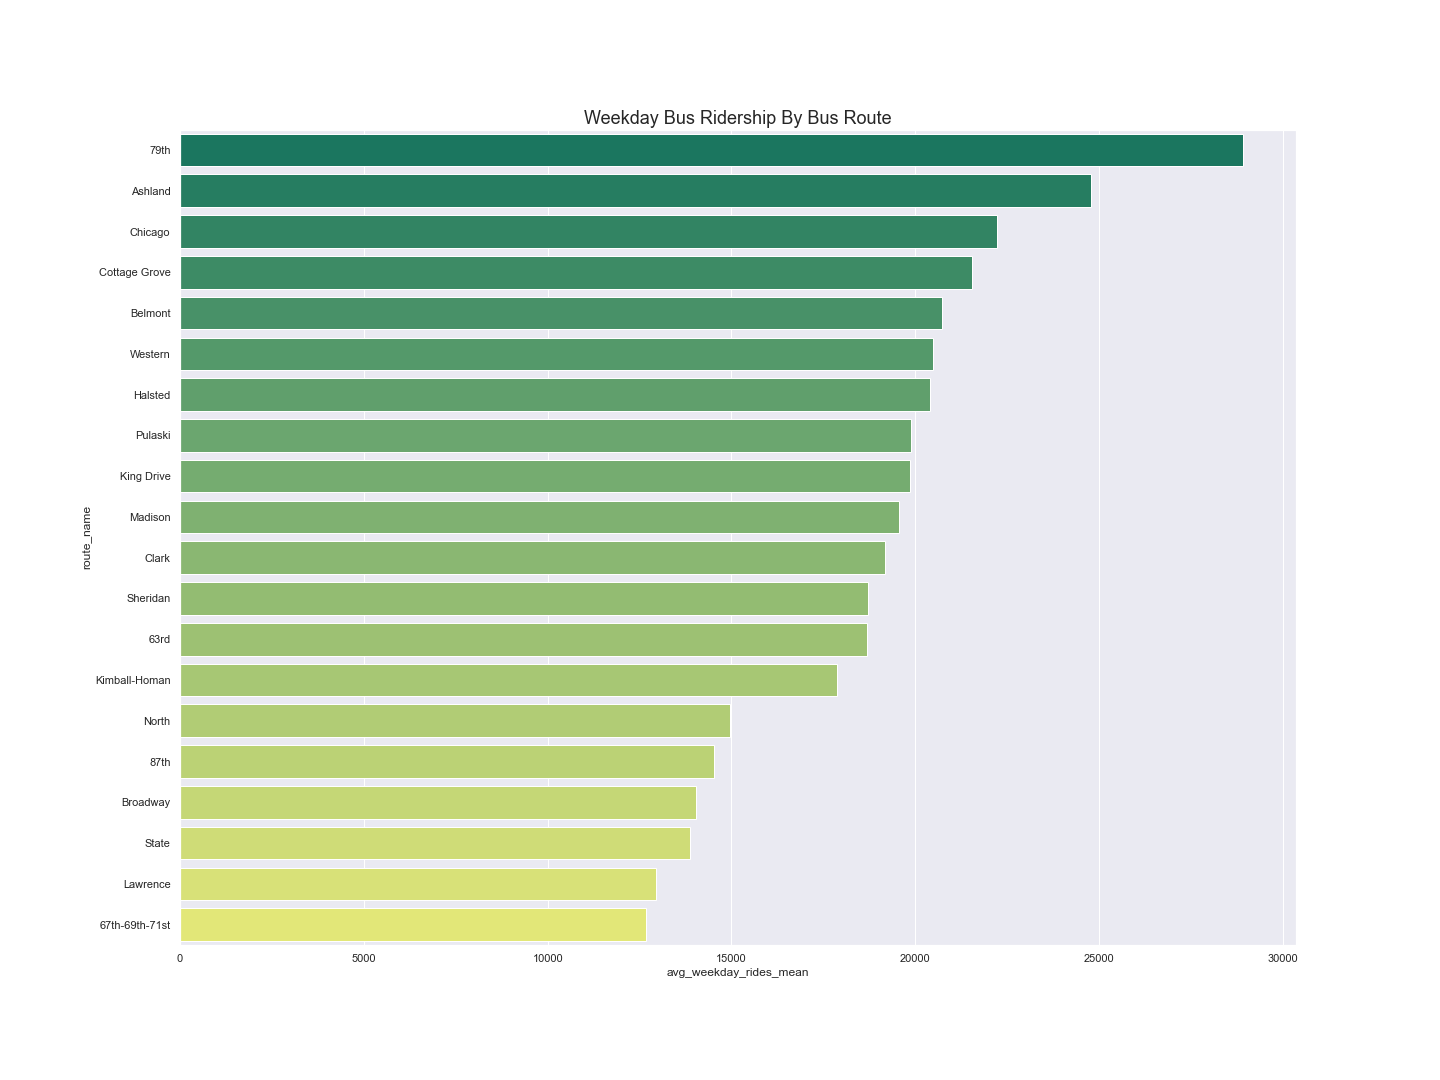 Weekday Bus Ridership By Bus Route
79th
Ashland
Chicago
Cottage Grove
Belmont
Western
Halsted
Pulaski
King Drive
Madison
Clark
Sheridan
63rd
Kimball-Homan
North
87th
Broadway
State
Lawrence
67th-69th-71st
route_name
0 5000 10000 15000 20000 25000 30000
avg_weekday_rides_mean